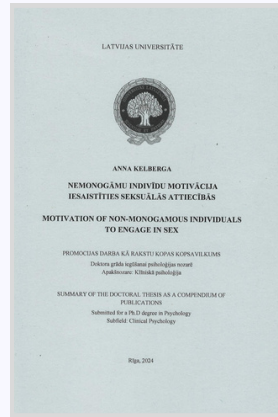 LATVIJAS UNIVERSITĀTE
ANNA KELBERGA
NEMONOGĀMU INDIVĪDU MOTIVĀCIJA
IESAISTĪTIES SEKSUĀLĀS ATTIECĪBĀS
MOTIVATION OF NON-MONOGAMOUS INDIVIDUALS
TO ENGAGE IN SEX
PROMOCIJAS DARBA KĀ RAKSTU KOPAS KOPSAVILKUMS
Doktora grāda iegūšanai psiholoģijas nozarē
Apakšnozare: Klīniskā psiholoģija
SUMMARY OF THE DOCTORAL THESIS AS A COMPENDIUM OF
PUBLICATIONS
Submitted for a Ph.D degree in Psychology
Subfield: Clinical Psychology
Rīga, 2024